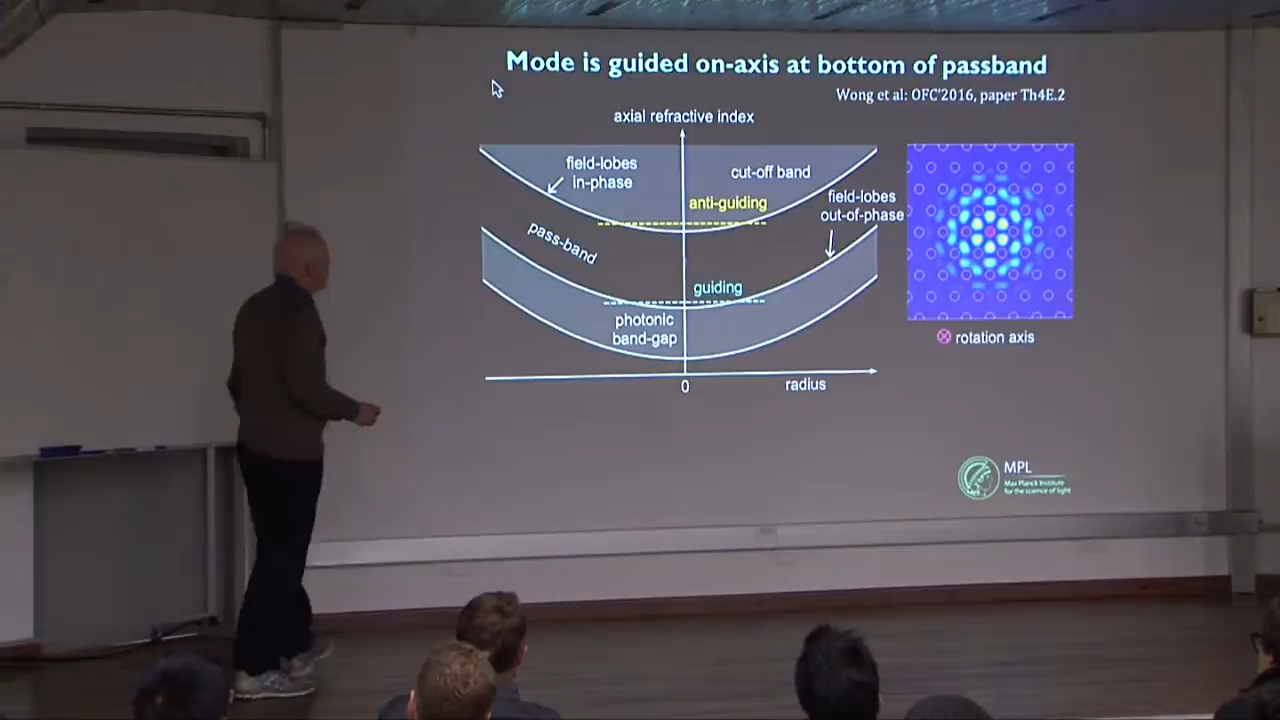 Mode is guided on-axis at bottom of passband
Wong et al: OFC'2016, paper Th4E.2
axial refractive index
field-lobes
in-phase
cut-off band
anti-guiding
field-lobes
out-of-phase
pass-band
guiding
photonic
band-gap
rotation axis
0
radius
MPL
Max Planck Institute
for the science of light